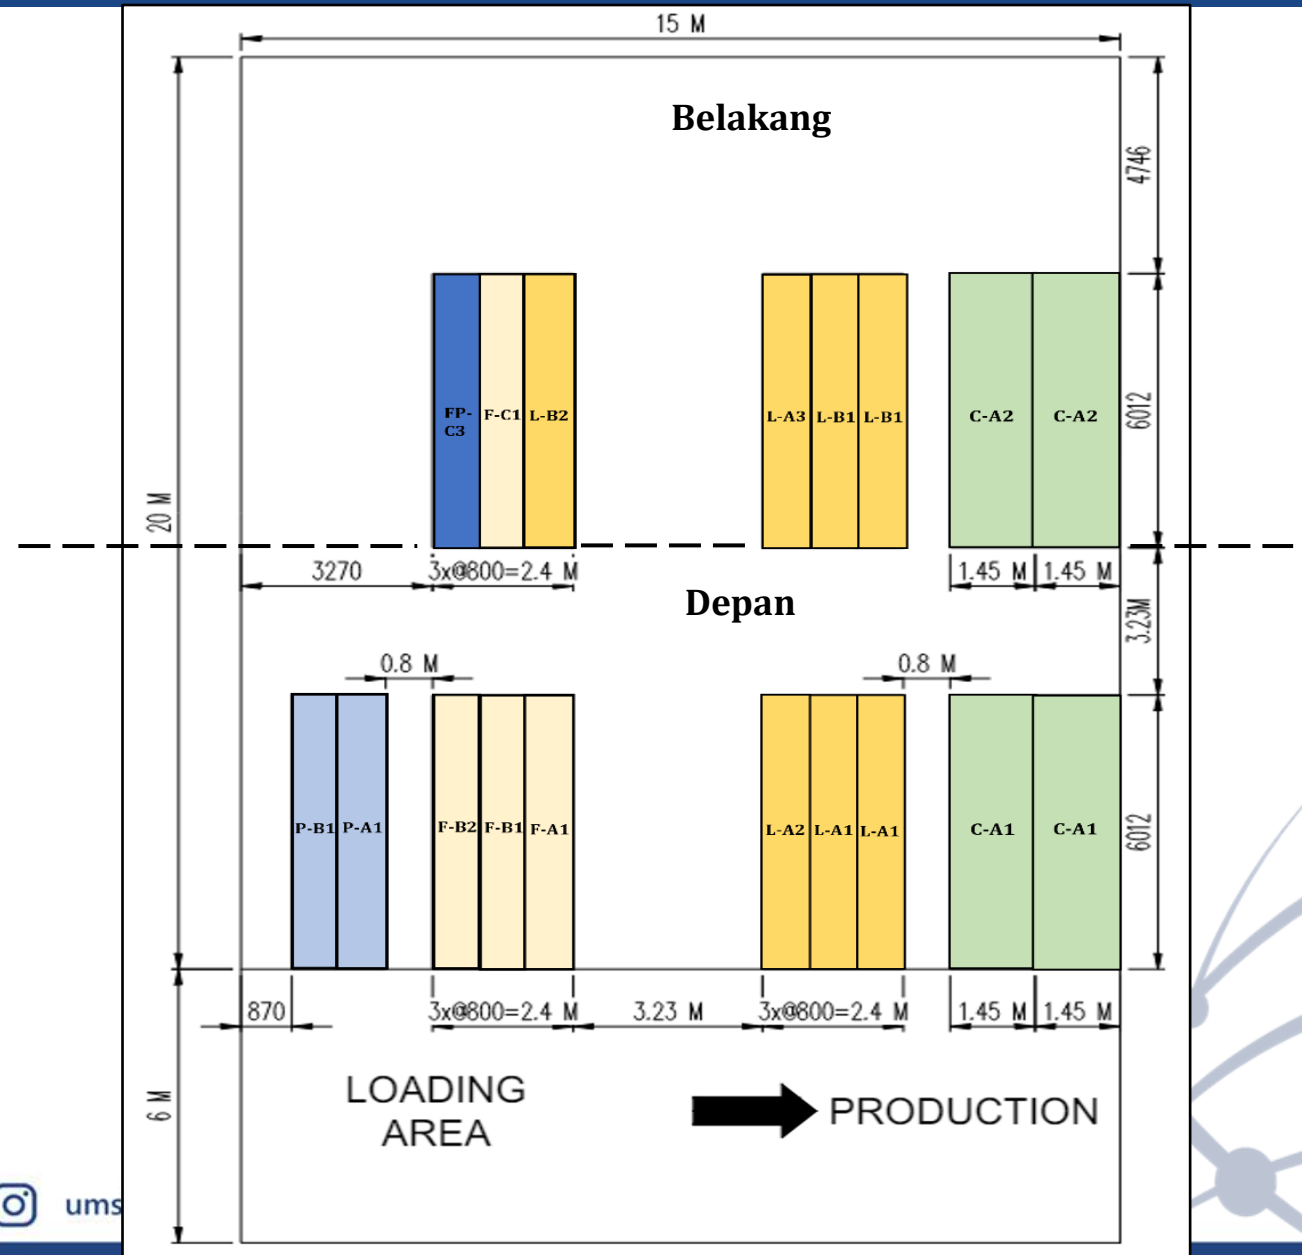 15 M
Belakang
4746
FP-C3 F-C1 L-B2 L-A3 L-B1 L-B1 C-A2 C-A2
6012
20 M
3270 3x@800=2.4 M 1.45 M 1.45 M
Depan
3.23M
0.8 M 0.8 M
P-B1 P-A1 F-B2 F-B1 F-A1 L-A2 L-A1 L-A1 C-A1 C-A1
6012
870 3x@800=2.4 M 3.23 M 3x@800=2.4 M 1.45 M 1.45 M
6 M
LOADING
AREA
PRODUCTION
ums